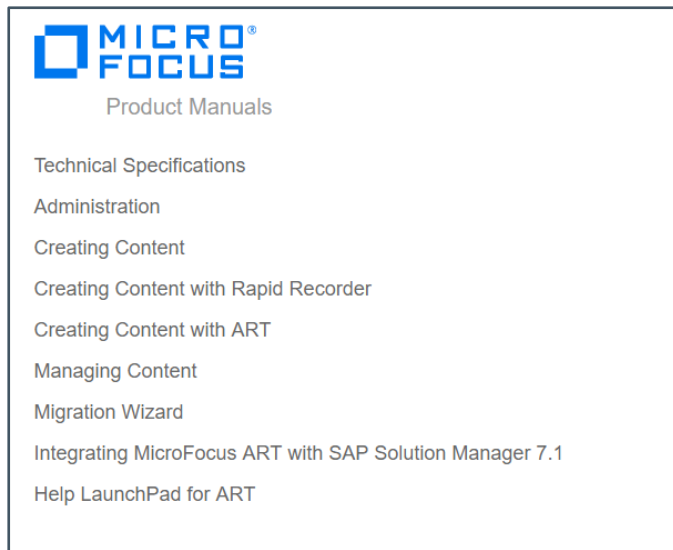 MICRO®
FOCUS
Product Manuals
Technical Specifications
Administration
Creating Content
Creating Content with Rapid Recorder
Creating Content with ART
Managing Content
Migration Wizard
Integrating MicroFocus ART with SAP Solution Manager 7.1
Help LaunchPad for ART